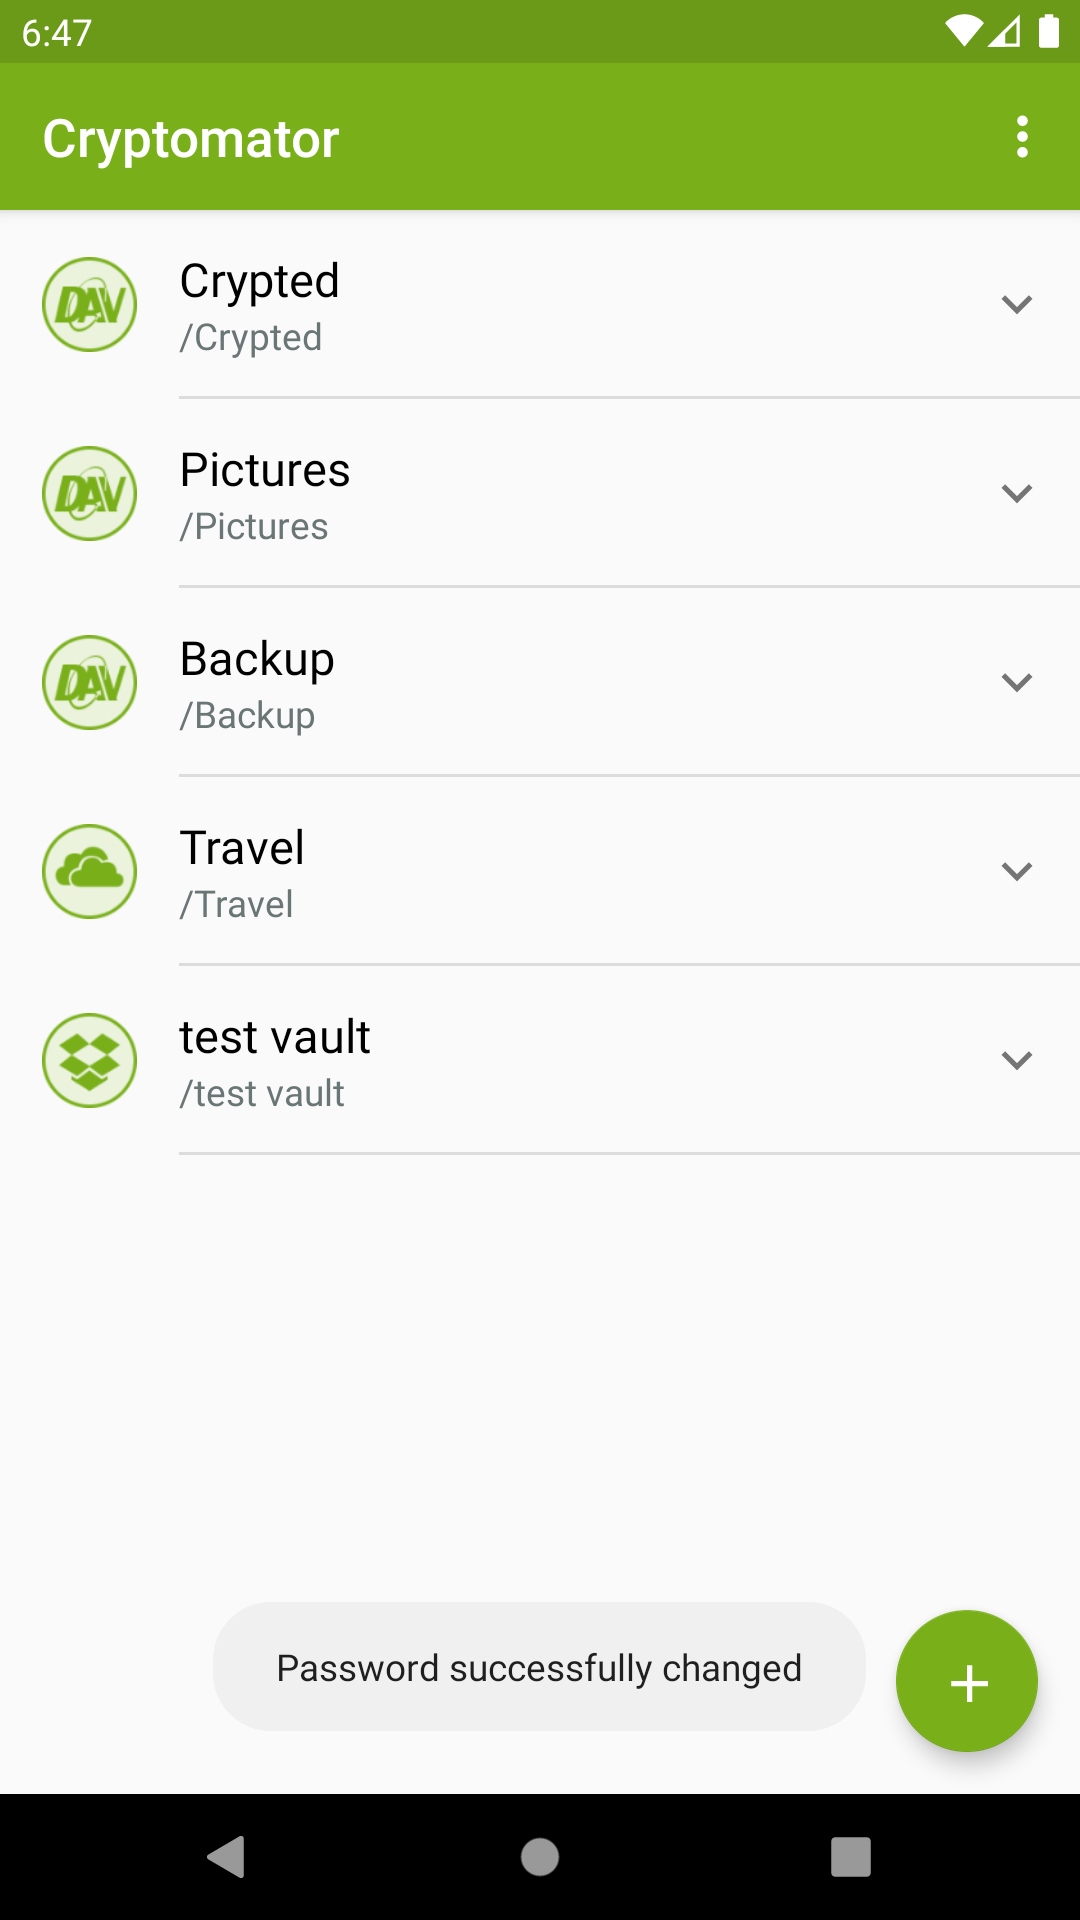 6:47
Cryptomator
DAV
Crypted
/Crypted
DAV
Pictures
/Pictures
DAV
Backup
/Backup
Travel
/Travel
test vault
/test vault
Password successfully changed